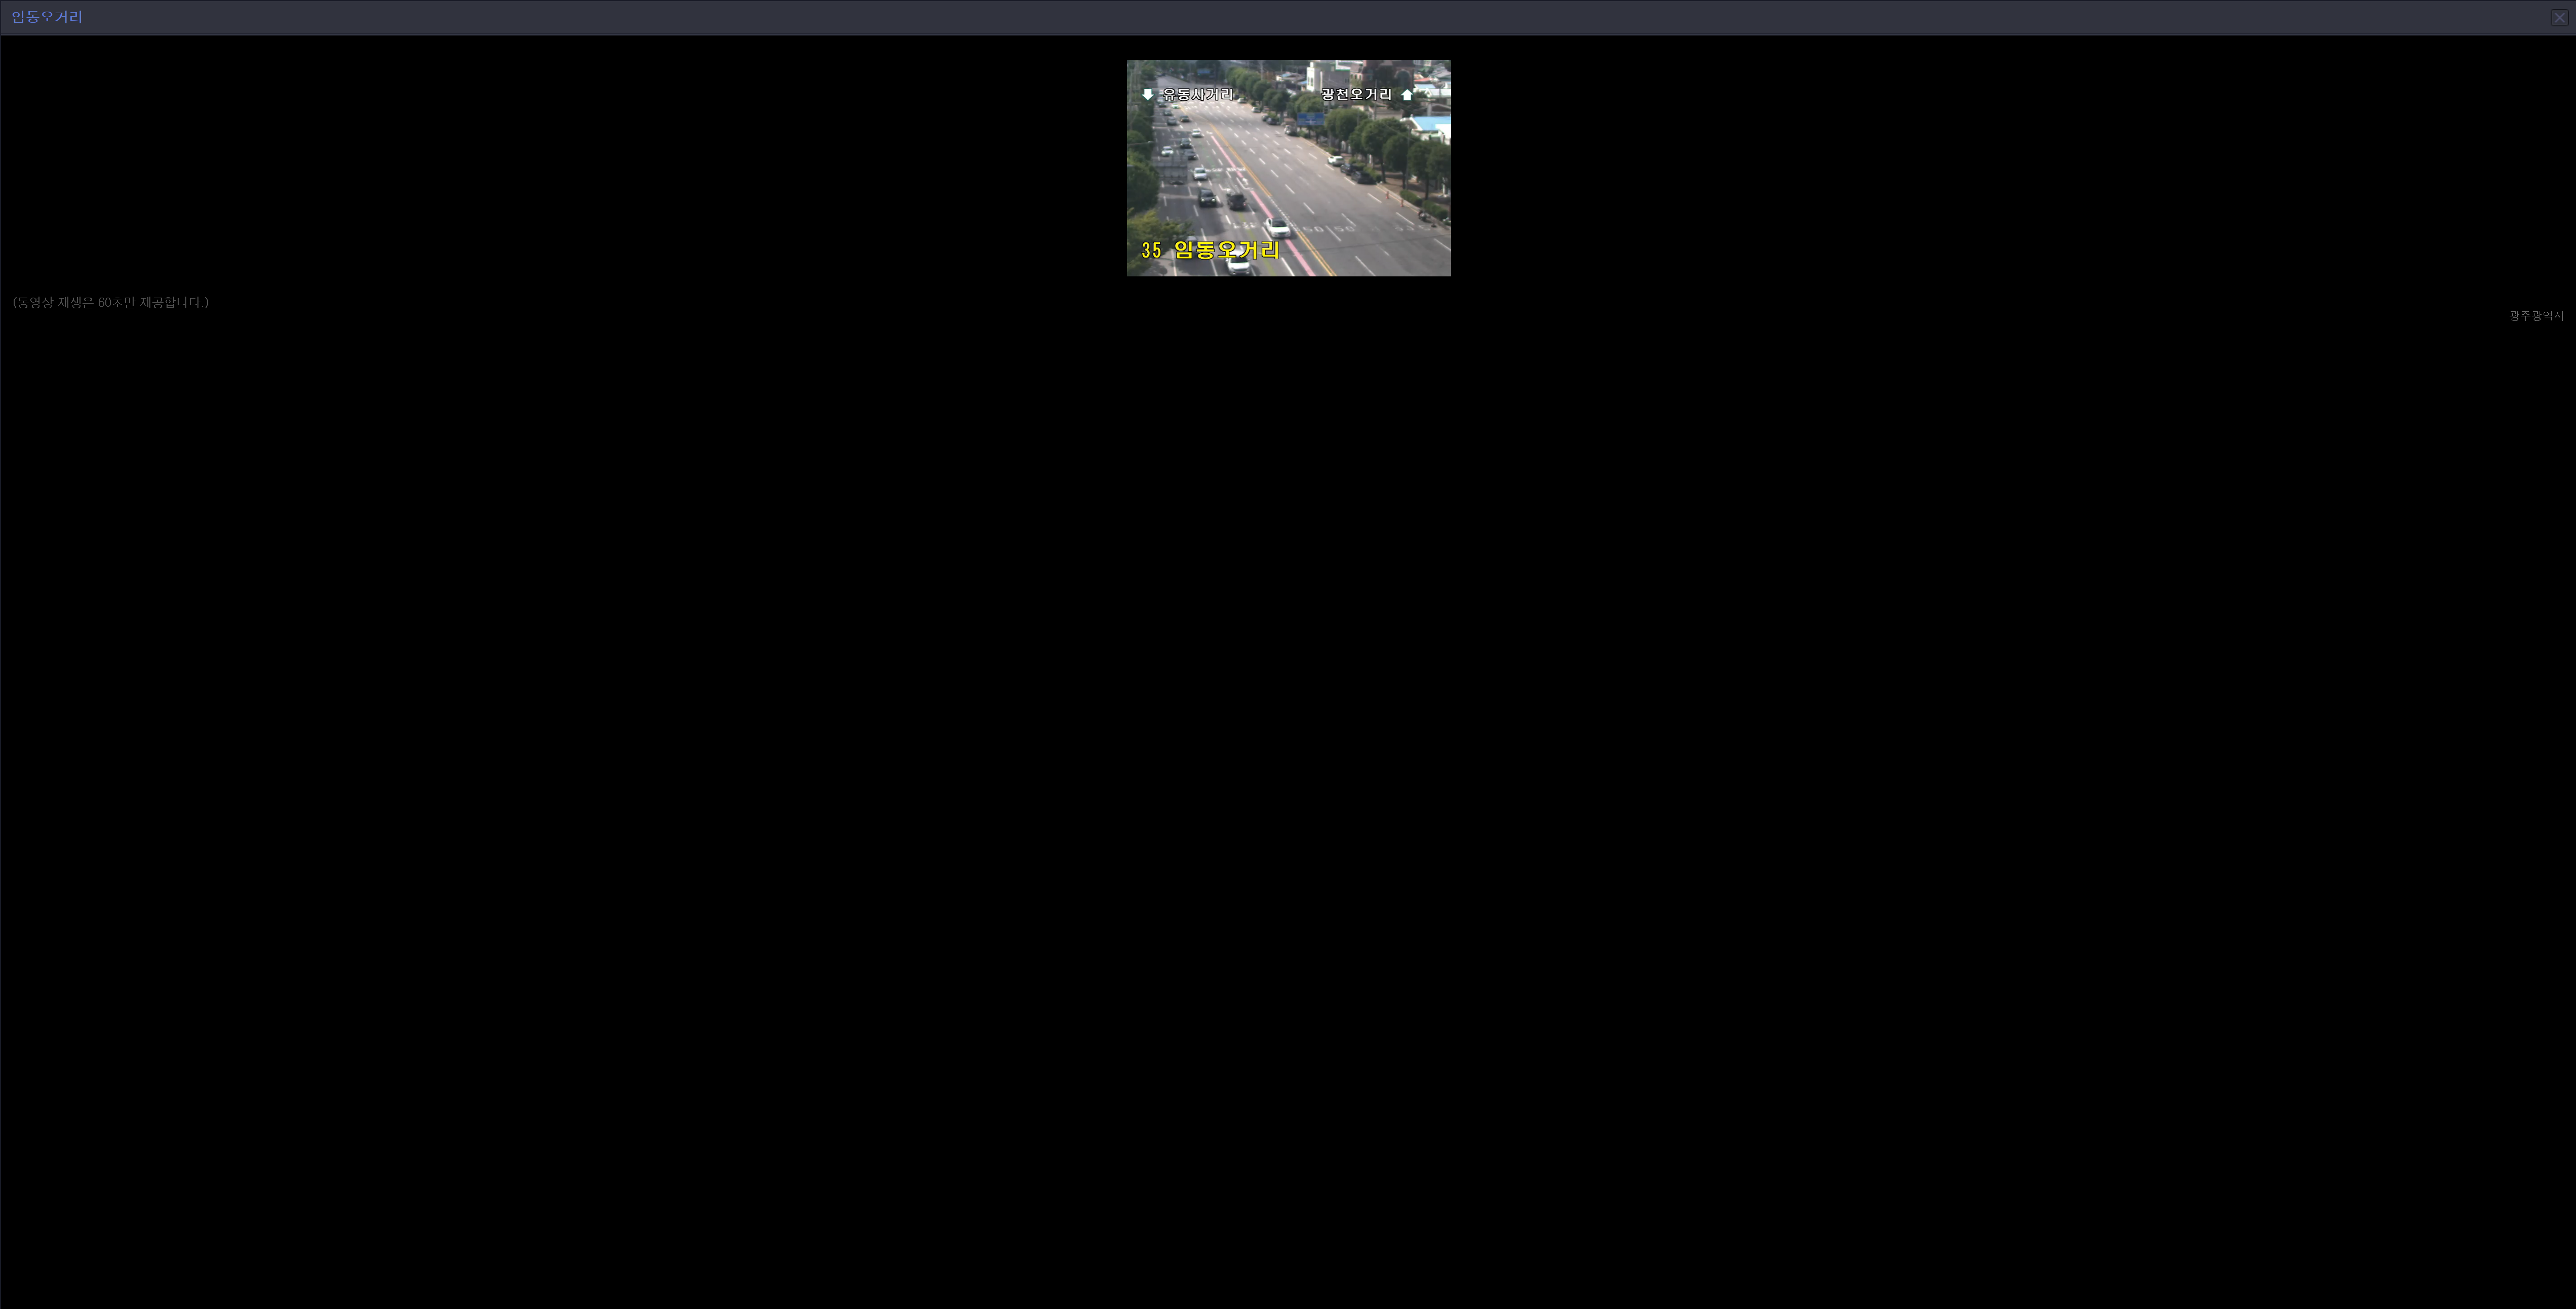 임동오거리
유동사거리 광천오거리
35 임동오거리
(동영상 재생은 60초만 제공합니다.)
광주광역시